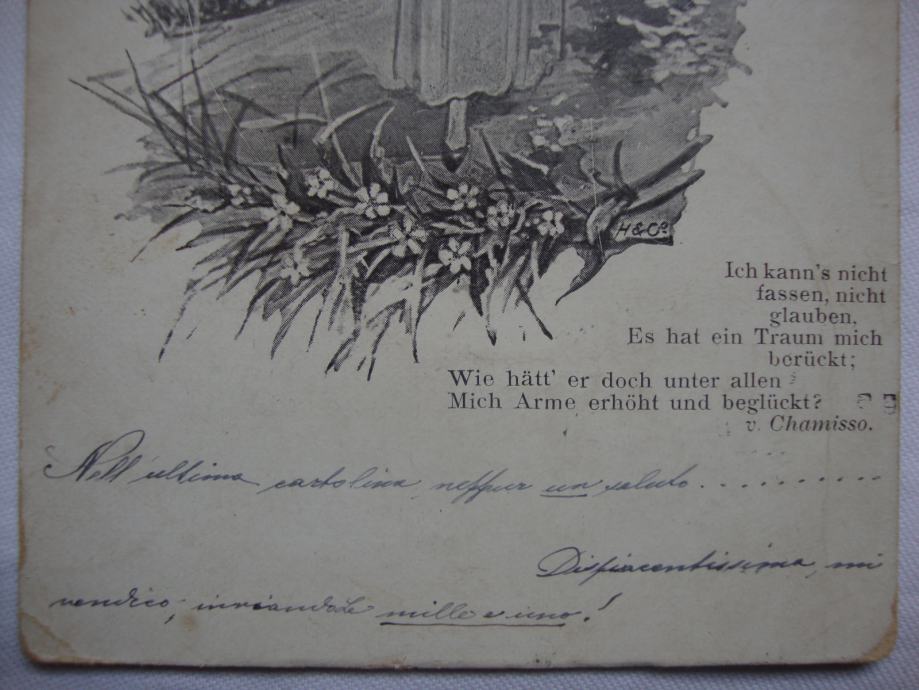 H & Co.
Ich kann's nicht
fassen, nicht
glauben,
Es hat ein Traum mich
berückt;
Wie hätt' er doch unter allen
Mich Arme erhöht und beglückt?
v. Chamisso.
Nell'ultima cartolina, neppur un saluto..........
Dispiacentissima, mi
vendico, inviandole mille e uno!